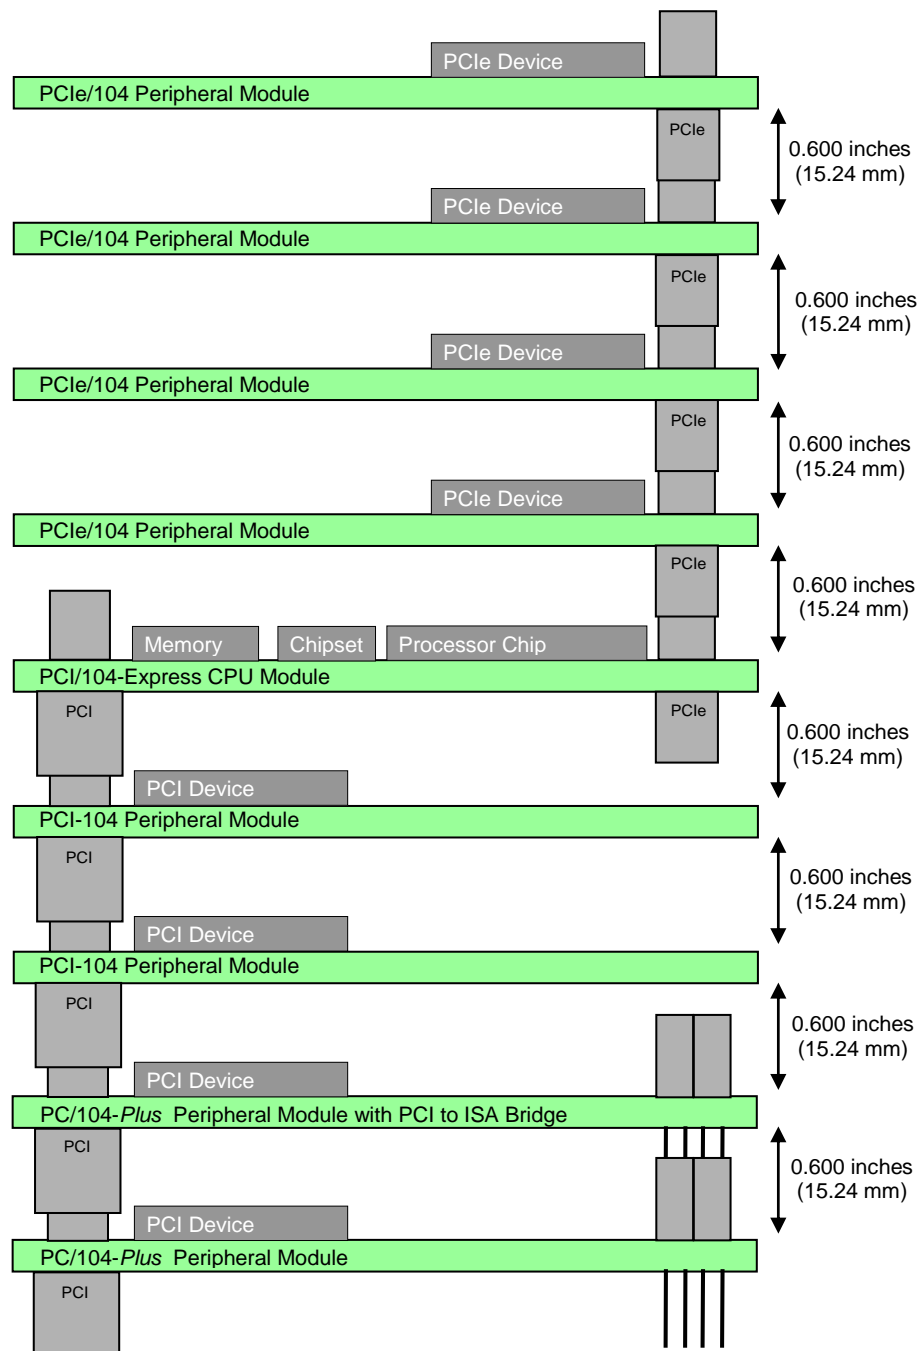 PCIe Device
PCIe/104 Peripheral Module
PCIe
0.600 inches
(15.24 mm)
PCIe Device
PCIe/104 Peripheral Module
PCIe
0.600 inches
(15.24 mm)
PCIe Device
PCIe/104 Peripheral Module
PCIe
0.600 inches
(15.24 mm)
PCIe Device
PCIe/104 Peripheral Module
PCIe
0.600 inches
(15.24 mm)
Memory Chipset Processor Chip
PCI/104-Express CPU Module
PCI
PCIe
0.600 inches
(15.24 mm)
PCI Device
PCI-104 Peripheral Module
PCI
0.600 inches
(15.24 mm)
PCI Device
PCI-104 Peripheral Module
PCI
0.600 inches
(15.24 mm)
PCI Device
PC/104-Plus Peripheral Module with PCI to ISA Bridge
PCI
0.600 inches
(15.24 mm)
PCI Device
PC/104-Plus Peripheral Module
PCI